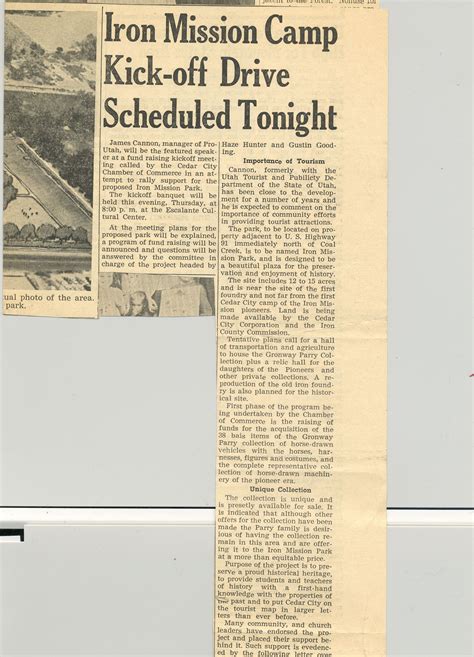 Iron Mission Camp
Kick-off Drive
Scheduled Tonight
James Cannon, manager of Pro-
Utah, will be the featured speak-
er at a fund raising kickoff meet-
ing called by the Cedar City
Chamber of Commerce in an at-
tempt to rally support for the
proposed Iron Mission Park.
The kickoff banquet will be
held this evening, Thursday, at
8:00 p. m. at the Escalante Cultural
Center.
At the meeting plans for the
proposed park will be explained,
a program of fund raising will be
announced and questions will be
answered by the committee in
charge of the project headed by
Haze Hunter and Gustin Good-
ing.
Importance of Tourism
Cannon, formerly with the
Utah Tourist and Publicity De-
partment of the State of Utah,
has been close to the develop-
ment for a number of years and
he is expected to comment on the
importance of community efforts
in providing tourist attractions.
The park, to be located on pro-
perty adjacent to U. S. Highway
91 immediately north of Coal
Creek, is to be named Iron Mis-
sion Park, and is designed to be
a beautiful plaza for the preser-
vation and enjoyment of history.
The site includes 12 to 15 acres
and is near the site of the first
foundry and not far from the first
Cedar City camp of the Iron Mis-
sion pioneers. Land is being
made available by the Cedar
City Corporation and the Iron
County Commission.
Tentative plans call for a hall
of transportation and agriculture
to house the Gronway Parry Col-
lection plus a relic hall for the
daughters of the Pioneers and
other private collections. A re-
production of the old iron found-
ry is also planned for the histori-
cal site.
First phase of the program be-
ing undertaken by the Chamber
of Commerce is the raising of
funds for the acquisition of the
38 basic items of the Gronway
Parry collection of horse-drawn
vehicles with the horses, har-
nesses, figures and costumes, and
the complete representative col-
lection of horse-drawn machin-
ery of the pioneer era.
Unique Collection
The collection is unique and
is presetly available for sale. It
is indicated that although other
offers for the collection have been
made the Parry family is desir-
ious of having the collection re-
main in this area and are offer-
ing it to the Iron Mission Park
at a more than equitable price.
Purpose of the project is to pre-
serve a proud historical heritage,
to provide students and teachers
of history with a first-hand
knowledge with the properties of
the past and to put Cedar City on
the tourist map in larger let-
ters than ever before.
Many community, and church
leaders have endorsed the pro-
ject and placed their support be-
hind it. Such support is evedenc-
ed by the following letter over
ual photo of the area.
park.